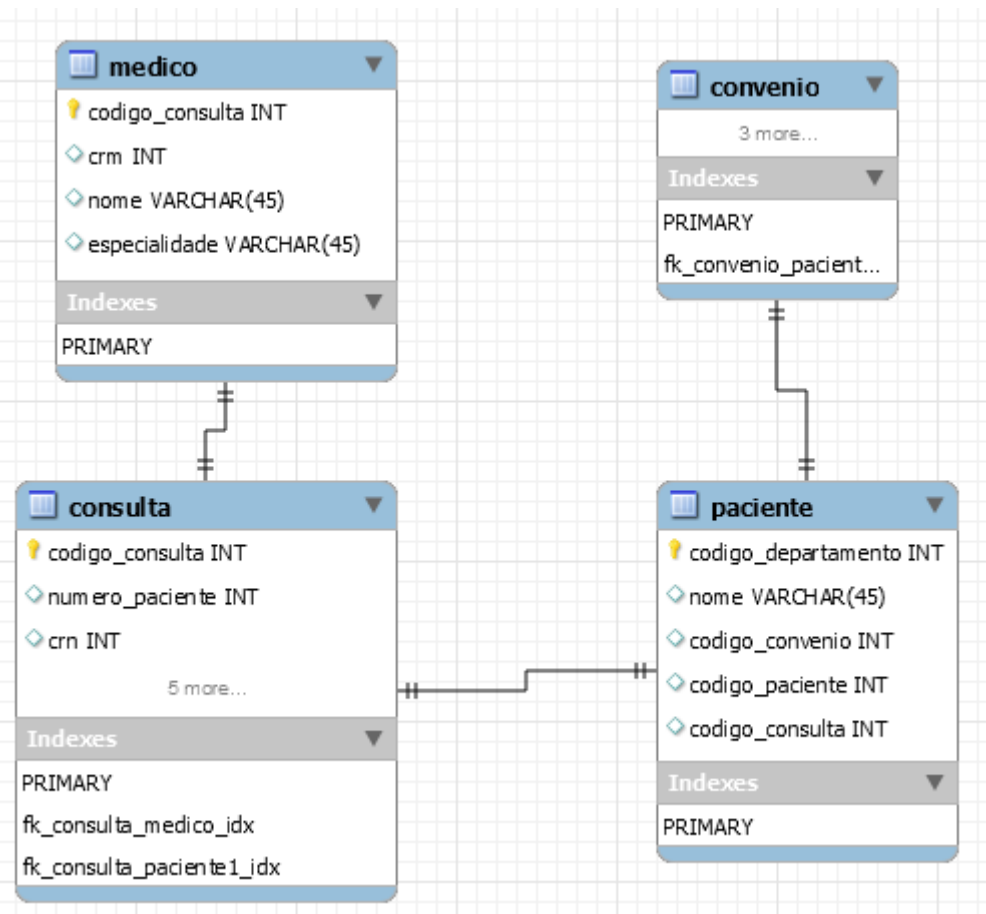 medico
codigo_consulta INT
crm INT
nome VARCHAR(45)
especialidade VARCHAR(45)
Indexes
PRIMARY
convenio
3 more...
Indexes
PRIMARY
fk_convenio_pacient...
consulta
codigo_consulta INT
numero_paciente INT
crn INT
5 more...
Indexes
PRIMARY
fk_consulta_medico_idx
fk_consulta_paciente1_idx
paciente
codigo_departamento INT
nome VARCHAR(45)
codigo_convenio INT
codigo_paciente INT
codigo_consulta INT
Indexes
PRIMARY